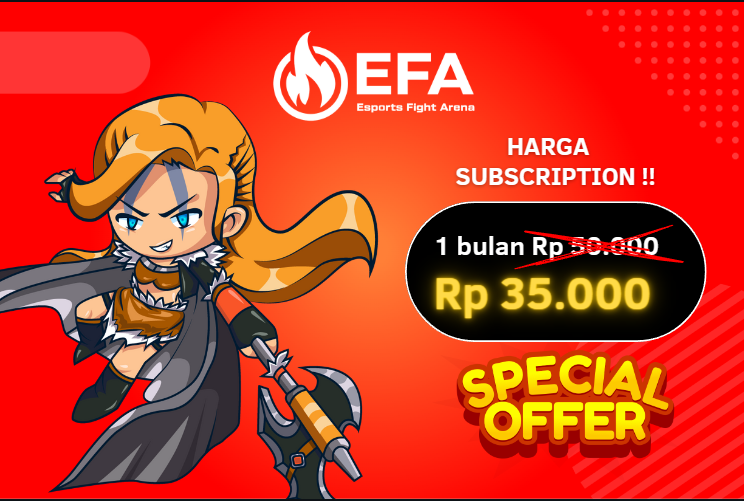 EFA
Esports Fight Arena
HARGA
SUBSCRIPTION !!
1 bulan Rp 50.000
Rp 35.000
SPECIAL
OFFER